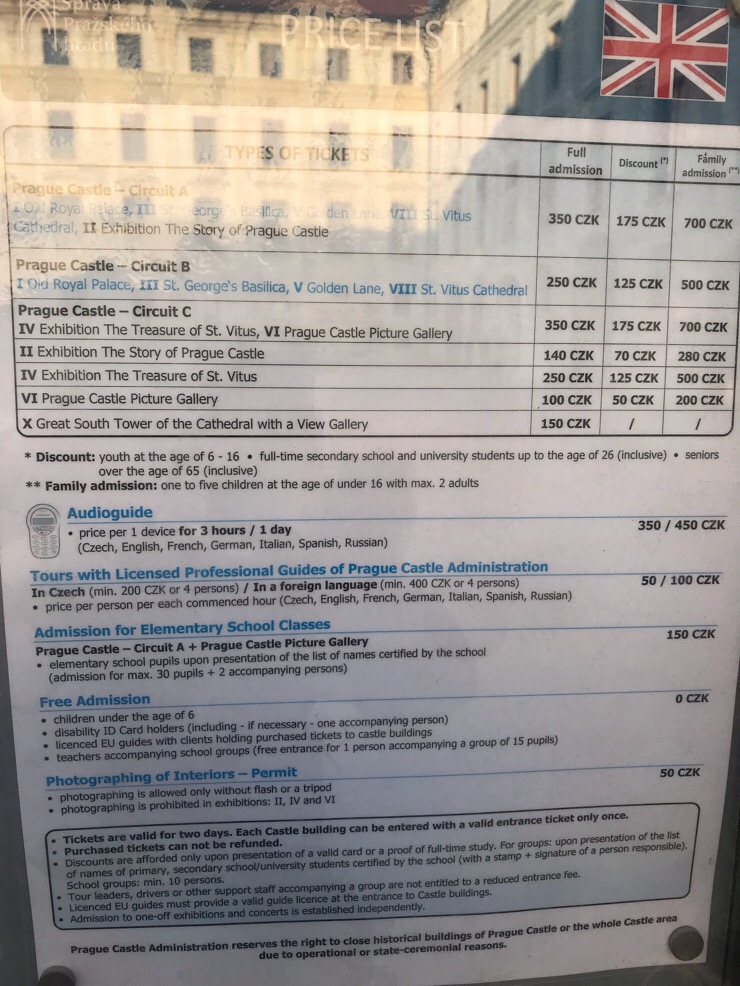 Správa
Pražského
hradu
PRICE LIST
TYPES OF TICKETS
Full
admission
Discount (*)
Family
admission (**)
Prague Castle – Circuit A
I Old Royal Palace, III St. George's Basilica, V Golden Lane, VIII St. Vitus
Cathedral, II Exhibition The Story of Prague Castle
350 CZK 175 CZK 700 CZK
Prague Castle – Circuit B
I Old Royal Palace, III St. George's Basilica, V Golden Lane, VIII St. Vitus Cathedral
250 CZK 125 CZK 500 CZK
Prague Castle – Circuit C
IV Exhibition The Treasure of St. Vitus, VI Prague Castle Picture Gallery
350 CZK 175 CZK 700 CZK
II Exhibition The Story of Prague Castle 140 CZK 70 CZK 280 CZK
IV Exhibition The Treasure of St. Vitus 250 CZK 125 CZK 500 CZK
VI Prague Castle Picture Gallery 100 CZK 50 CZK 200 CZK
X Great South Tower of the Cathedral with a View Gallery 150 CZK / /
* Discount: youth at the age of 6 - 16 • full-time secondary school and university students up to the age of 26 (inclusive) • seniors
over the age of 65 (inclusive)
** Family admission: one to five children at the age of under 16 with max. 2 adults
Audioguide
• price per 1 device for 3 hours / 1 day 350 / 450 CZK
(Czech, English, French, German, Italian, Spanish, Russian)
Tours with Licensed Professional Guides of Prague Castle Administration
In Czech (min. 200 CZK or 4 persons) / In a foreign language (min. 400 CZK or 4 persons) 50 / 100 CZK
• price per person per each commenced hour (Czech, English, French, German, Italian, Spanish, Russian)
Admission for Elementary School Classes
Prague Castle – Circuit A + Prague Castle Picture Gallery 150 CZK
• elementary school pupils upon presentation of the list of names certified by the school
(admission for max. 30 pupils + 2 accompanying persons)
Free Admission 0 CZK
• children under the age of 6
• disability ID Card holders (including - if necessary - one accompanying person)
• licenced EU guides with clients holding purchased tickets to castle buildings
• teachers accompanying school groups (free entrance for 1 person accompanying a group of 15 pupils)
Photographing of Interiors – Permit 50 CZK
• photographing is allowed only without flash or a tripod
• photographing is prohibited in exhibitions: II, IV and VI
• Tickets are valid for two days. Each Castle building can be entered with a valid entrance ticket only once.
• Purchased tickets can not be refunded.
• Discounts are afforded only upon presentation of a valid card or a proof of full-time study. For groups: upon presentation of the list
of names of primary, secondary school/university students certified by the school (with a stamp + signature of a person responsible).
School groups: min. 10 persons.
• Tour leaders, drivers or other support staff accompanying a group are not entitled to a reduced entrance fee.
• Licenced EU guides must provide a valid guide licence at the entrance to Castle buildings.
• Admission to one-off exhibitions and concerts is established independently.
Prague Castle Administration reserves the right to close historical buildings of Prague Castle or the whole Castle area
due to operational or state-ceremonial reasons.